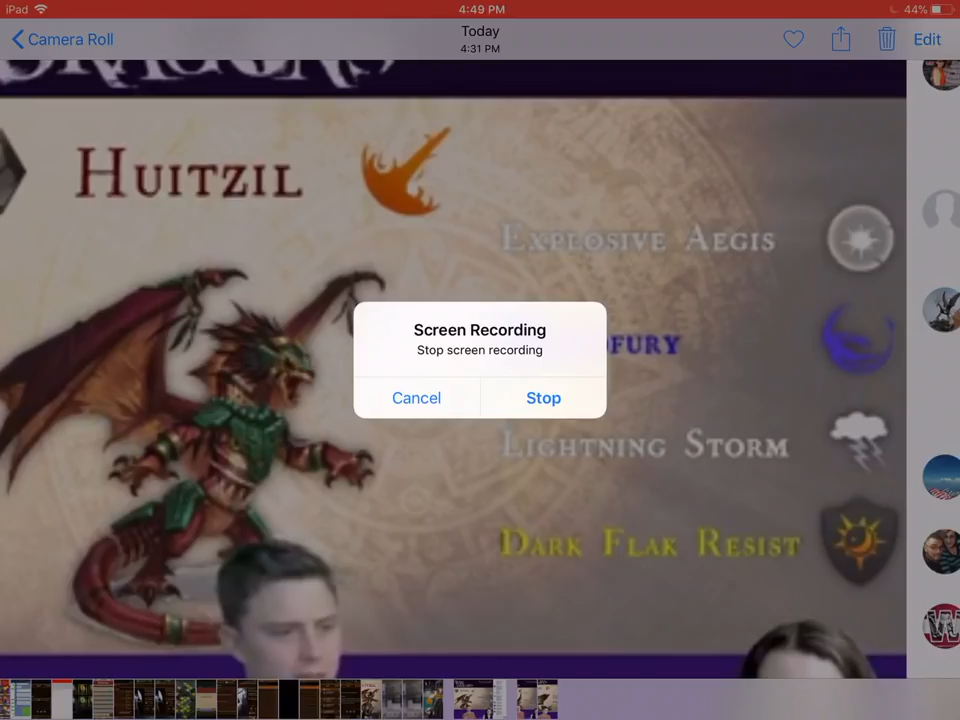 iPad
4:49 PM
44%
Camera Roll
Today
4:31 PM
Edit
DRAGONS
HUITZIL
EXPLOSIVE AEGIS
FURY
LIGHTNING STORM
DARK FLAK RESIST
Screen Recording
Stop screen recording
Cancel
Stop
W